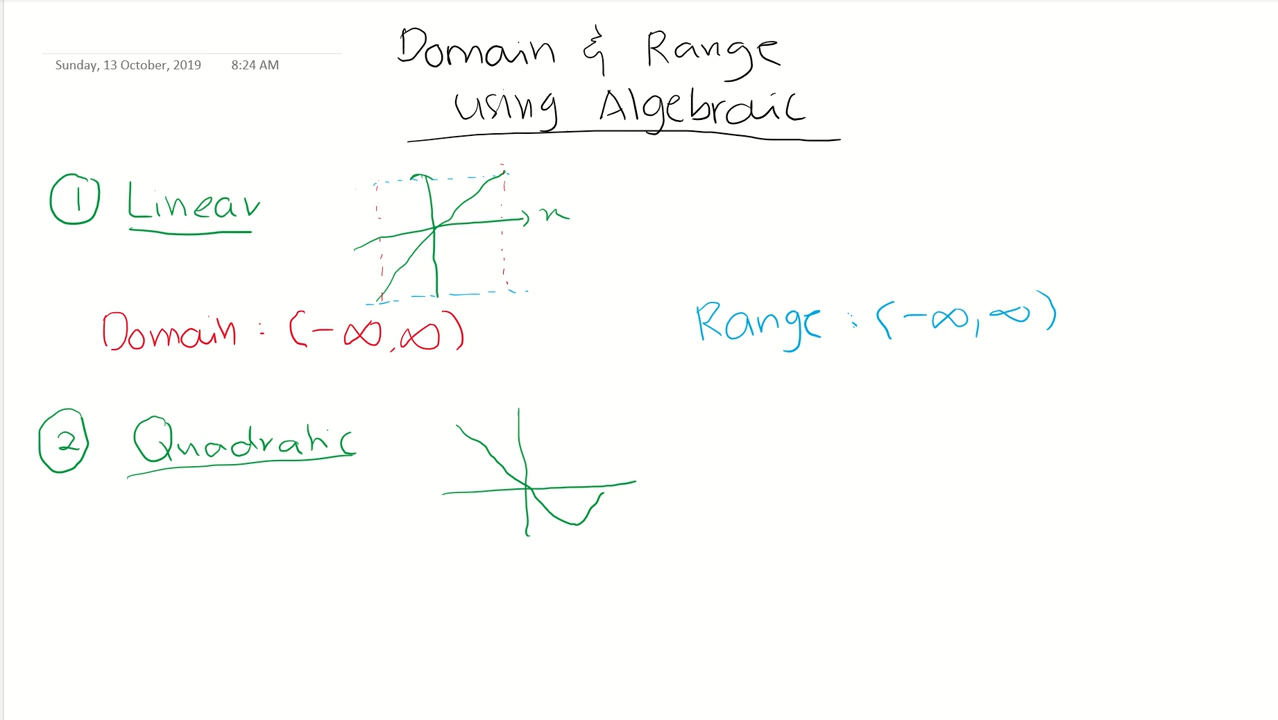 Domain & Range
using Algebraic
Sunday, 13 October, 2019 8:24 AM
① Linear
x
Domain : (-∞,∞)
Range : (-∞,∞)
② Quadratic